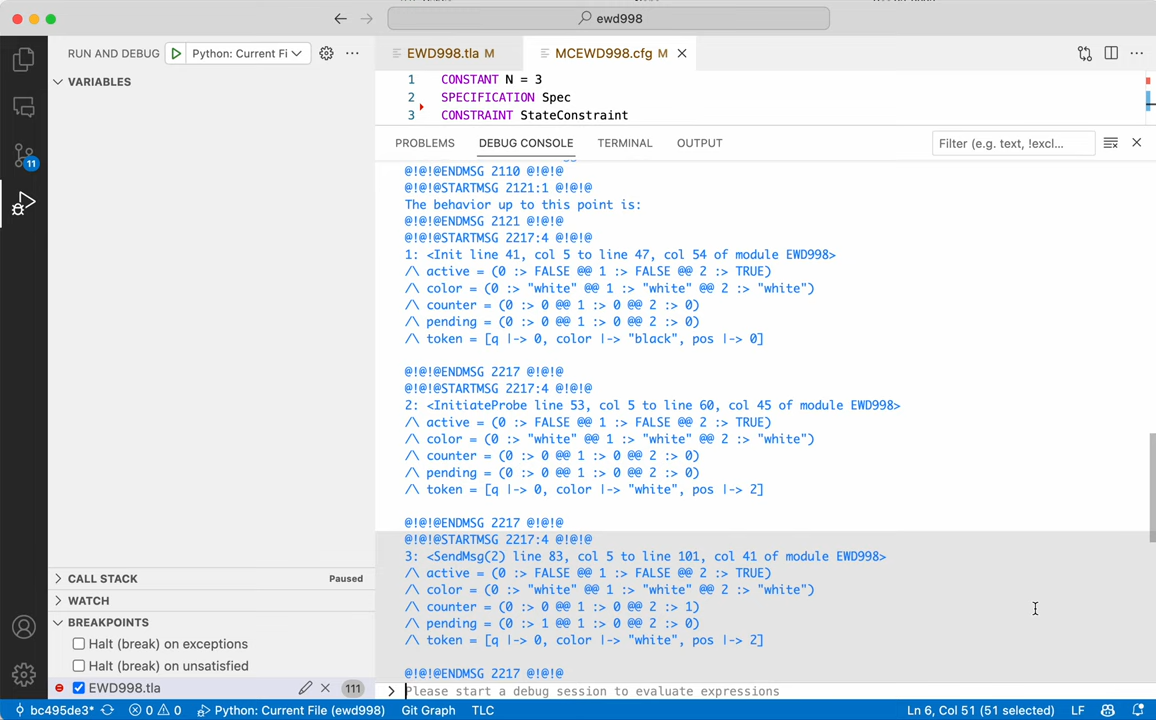 ewd998
RUN AND DEBUG
Python: Current Fi
EWD998.tla M
MCEWD998.cfg M
VARIABLES
1 CONSTANT N = 3
2 SPECIFICATION Spec
3 CONSTRAINT StateConstraint
PROBLEMS DEBUG CONSOLE TERMINAL OUTPUT
Filter (e.g. text, !excl...
@!@!@ENDMSG 2110 @!@!@
@!@!@STARTMSG 2121:1 @!@!@
The behavior up to this point is:
@!@!@ENDMSG 2121 @!@!@
@!@!@STARTMSG 2217:4 @!@!@
1: <Init line 41, col 5 to line 47, col 54 of module EWD998>
/\ active = (0 :> FALSE @@ 1 :> FALSE @@ 2 :> TRUE)
/\ color = (0 :> "white" @@ 1 :> "white" @@ 2 :> "white")
/\ counter = (0 :> 0 @@ 1 :> 0 @@ 2 :> 0)
/\ pending = (0 :> 0 @@ 1 :> 0 @@ 2 :> 0)
/\ token = [q |-> 0, color |-> "black", pos |-> 0]
@!@!@ENDMSG 2217 @!@!@
@!@!@STARTMSG 2217:4 @!@!@
2: <InitiateProbe line 53, col 5 to line 60, col 45 of module EWD998>
/\ active = (0 :> FALSE @@ 1 :> FALSE @@ 2 :> TRUE)
/\ color = (0 :> "white" @@ 1 :> "white" @@ 2 :> "white")
/\ counter = (0 :> 0 @@ 1 :> 0 @@ 2 :> 0)
/\ pending = (0 :> 0 @@ 1 :> 0 @@ 2 :> 0)
/\ token = [q |-> 0, color |-> "white", pos |-> 2]
@!@!@ENDMSG 2217 @!@!@
@!@!@STARTMSG 2217:4 @!@!@
3: <SendMsg(2) line 83, col 5 to line 101, col 41 of module EWD998>
/\ active = (0 :> FALSE @@ 1 :> FALSE @@ 2 :> TRUE)
/\ color = (0 :> "white" @@ 1 :> "white" @@ 2 :> "white")
/\ counter = (0 :> 0 @@ 1 :> 0 @@ 2 :> 1)
/\ pending = (0 :> 1 @@ 1 :> 0 @@ 2 :> 0)
/\ token = [q |-> 0, color |-> "white", pos |-> 2]
@!@!@ENDMSG 2217 @!@!@
Please start a debug session to evaluate expressions
11
CALL STACK Paused
WATCH
BREAKPOINTS
Halt (break) on exceptions
Halt (break) on unsatisfied
EWD998.tla 111
bc495de3* 0 0 Python: Current File (ewd998) Git Graph TLC Ln 6, Col 51 (51 selected) LF